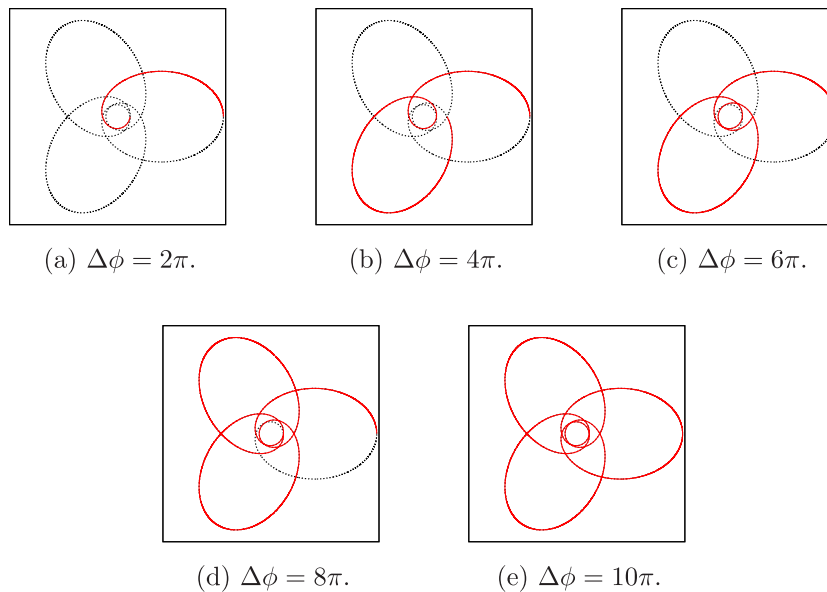 (a) Δϕ = 2π.
(b) Δϕ = 4π.
(c) Δϕ = 6π.
(d) Δϕ = 8π.
(e) Δϕ = 10π.